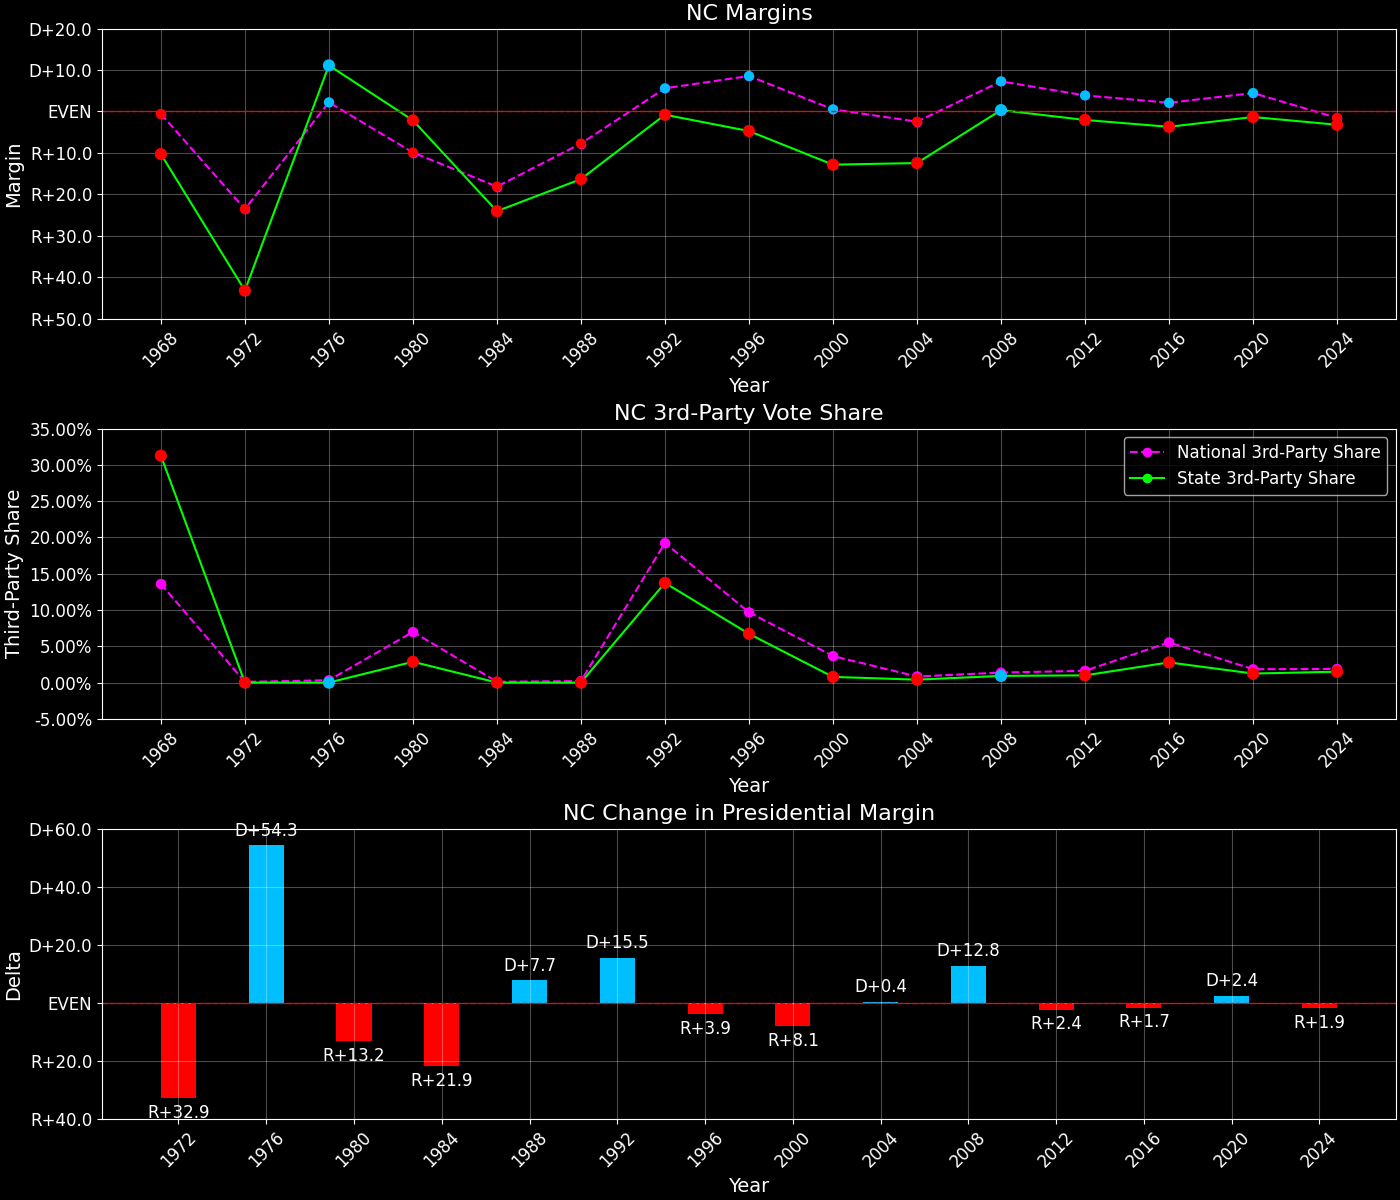 NC Margins
D+20.0
D+10.0
EVEN
R+10.0
R+20.0
R+30.0
R+40.0
R+50.0
Margin
1968 1972 1976 1980 1984 1988 1992 1996 2000 2004 2008 2012 2016 2020 2024
Year
NC 3rd-Party Vote Share
35.00%
30.00%
25.00%
20.00%
15.00%
10.00%
5.00%
0.00%
-5.00%
Third-Party Share
National 3rd-Party Share
State 3rd-Party Share
1968 1972 1976 1980 1984 1988 1992 1996 2000 2004 2008 2012 2016 2020 2024
Year
NC Change in Presidential Margin
D+60.0
D+40.0
D+20.0
EVEN
R+20.0
R+40.0
Delta
R+32.9
D+54.3
R+13.2
R+21.9
D+7.7
D+15.5
R+3.9
R+8.1
D+0.4
D+12.8
R+2.4
R+1.7
D+2.4
R+1.9
1972 1976 1980 1984 1988 1992 1996 2000 2004 2008 2012 2016 2020 2024
Year